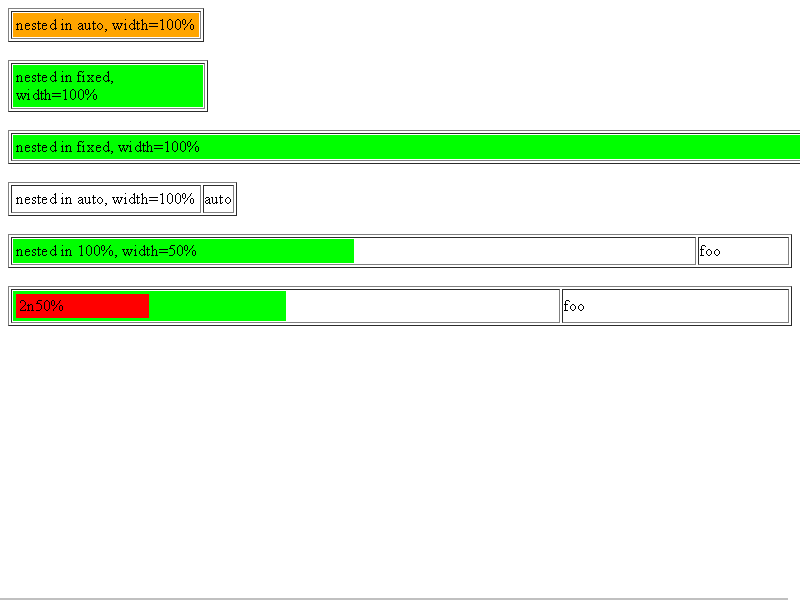 nested in auto, width=100%
nested in fixed,
width=100%
nested in fixed, width=100%
nested in auto, width=100% auto
nested in 100%, width=50% foo
2n50% foo